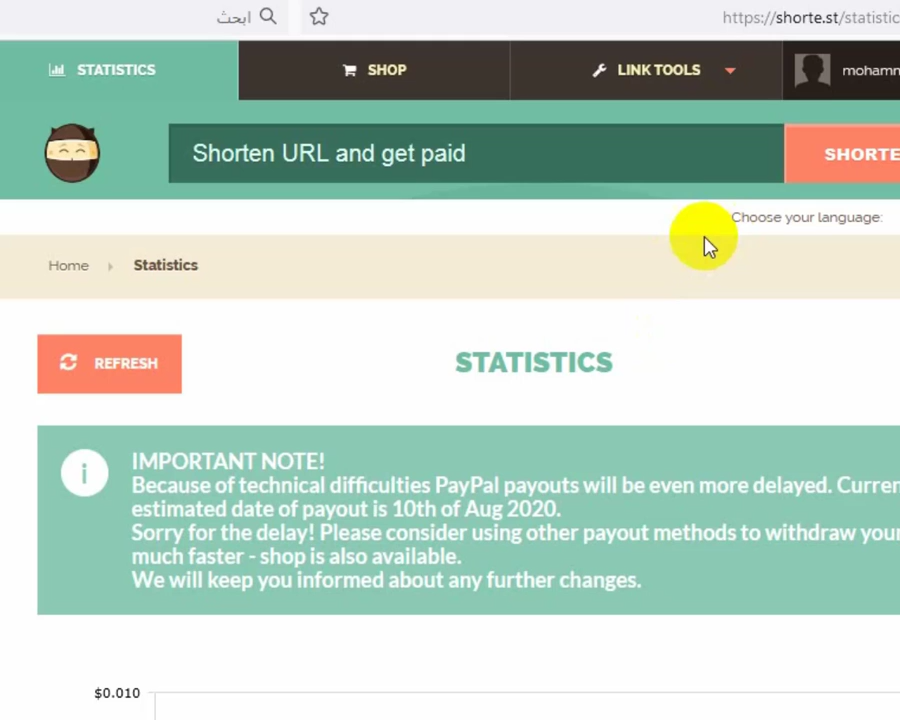 ابحث
https://shorte.st/statistic
STATISTICS
SHOP
LINK TOOLS
mohamm
Shorten URL and get paid
SHORTE
Choose your language:
Home
Statistics
REFRESH
STATISTICS
i
IMPORTANT NOTE!
Because of technical difficulties PayPal payouts will be even more delayed. Curren
estimated date of payout is 10th of Aug 2020.
Sorry for the delay! Please consider using other payout methods to withdraw your
much faster - shop is also available.
We will keep you informed about any further changes.
$0.010